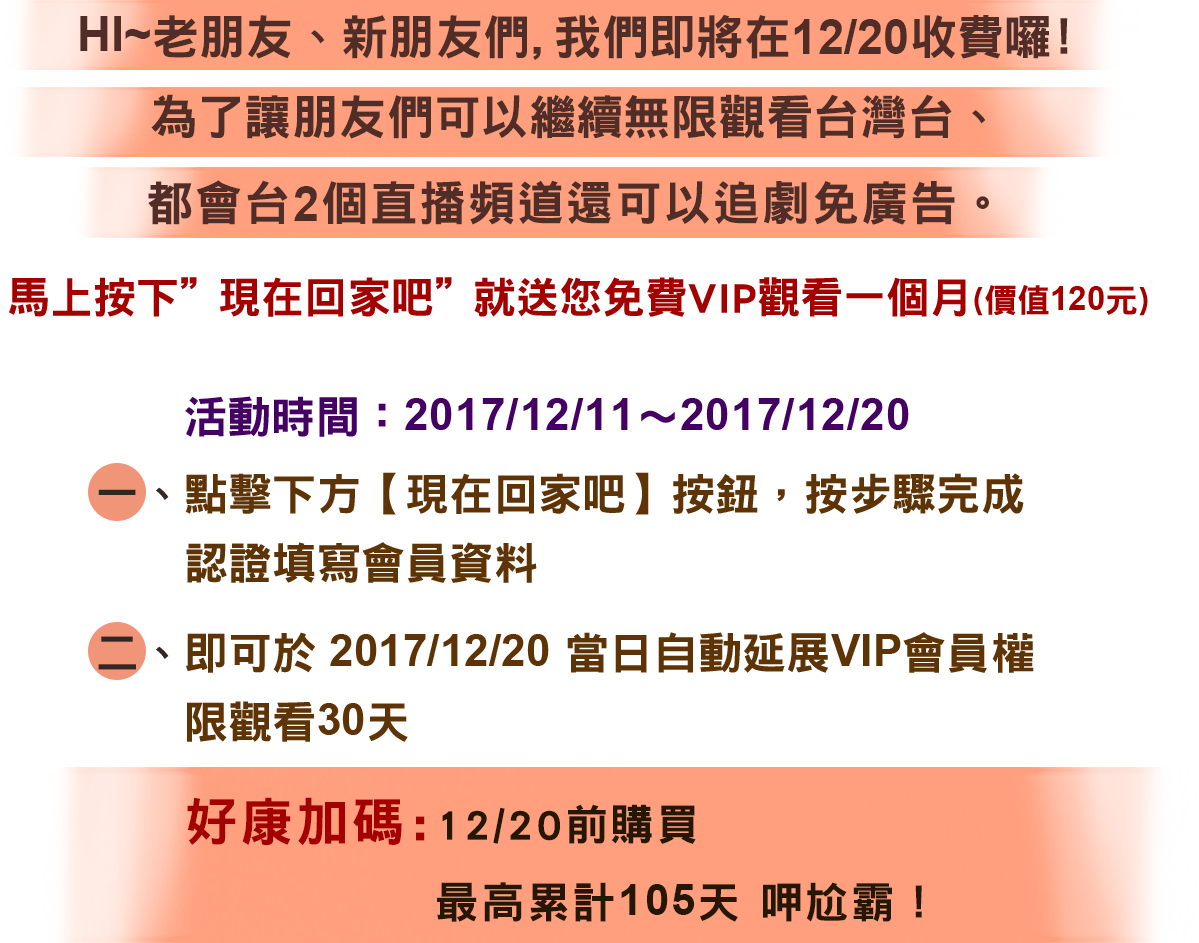 HI~老朋友、新朋友們, 我們即將在12/20收費囉!
為了讓朋友們可以繼續無限觀看台灣台、
都會台2個直播頻道還可以追劇免廣告。
馬上按下”現在回家吧”就送您免費VIP觀看一個月(價值120元)
活動時間：2017/12/11～2017/12/20
一、點擊下方【現在回家吧】按鈕，按步驟完成
認證填寫會員資料
二、即可於 2017/12/20 當日自動延展VIP會員權
限觀看30天
好康加碼:12/20前購買
最高累計105天 呷尬霸！